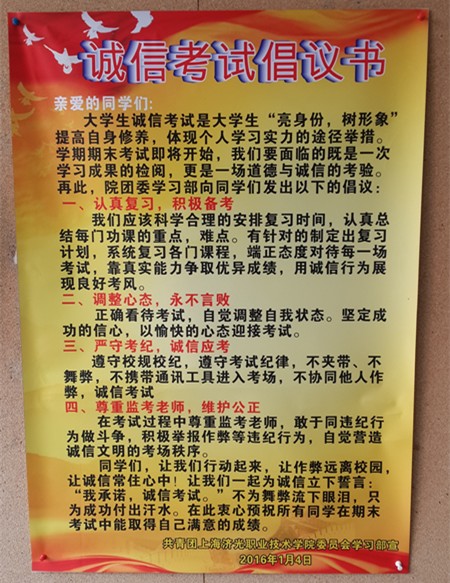 诚信考试倡议书
亲爱的同学们:
大学生诚信考试是大学生“亮身份，树形象”
提高自身修养，体现个人学习实力的途径举措。
学期期末考试即将开始，我们要面临的既是一次
学习成果的检阅，更是一场道德与诚信的考验。
再此，院团委学习部向同学们发出以下的倡议：
一、认真复习，积极备考
我们应该科学合理的安排复习时间，认真总
结每门功课的重点，难点。有针对的制定出复习
计划，系统复习各门课程，端正态度对待每一场
考试，靠真实能力争取优异成绩，用诚信行为展
现良好考风。
二、调整心态，永不言败
正确看待考试，自觉调整自我状态。坚定成
功的信心，以愉快的心态迎接考试。
三、严守考纪，诚信应考
遵守校规校纪，遵守考试纪律，不夹带、不
舞弊，不携带通讯工具进入考场，不协同他人作
弊，诚信考试
四、尊重监考老师，维护公正
在考试过程中尊重监考老师，敢于同违纪行
为做斗争，积极举报作弊等违纪行为，自觉营造
诚信文明的考场秩序。
同学们，让我们行动起来，让作弊远离校园，
让诚信常住心中！让我们一起为诚信立下誓言：
“我承诺，诚信考试。”不为舞弊流下眼泪，只
为成功付出汗水。在此衷心预祝所有同学在期末
考试中能取得自己满意的成绩。
共青团上海济光职业技术学院委员会学习部宣
2016年1月4日